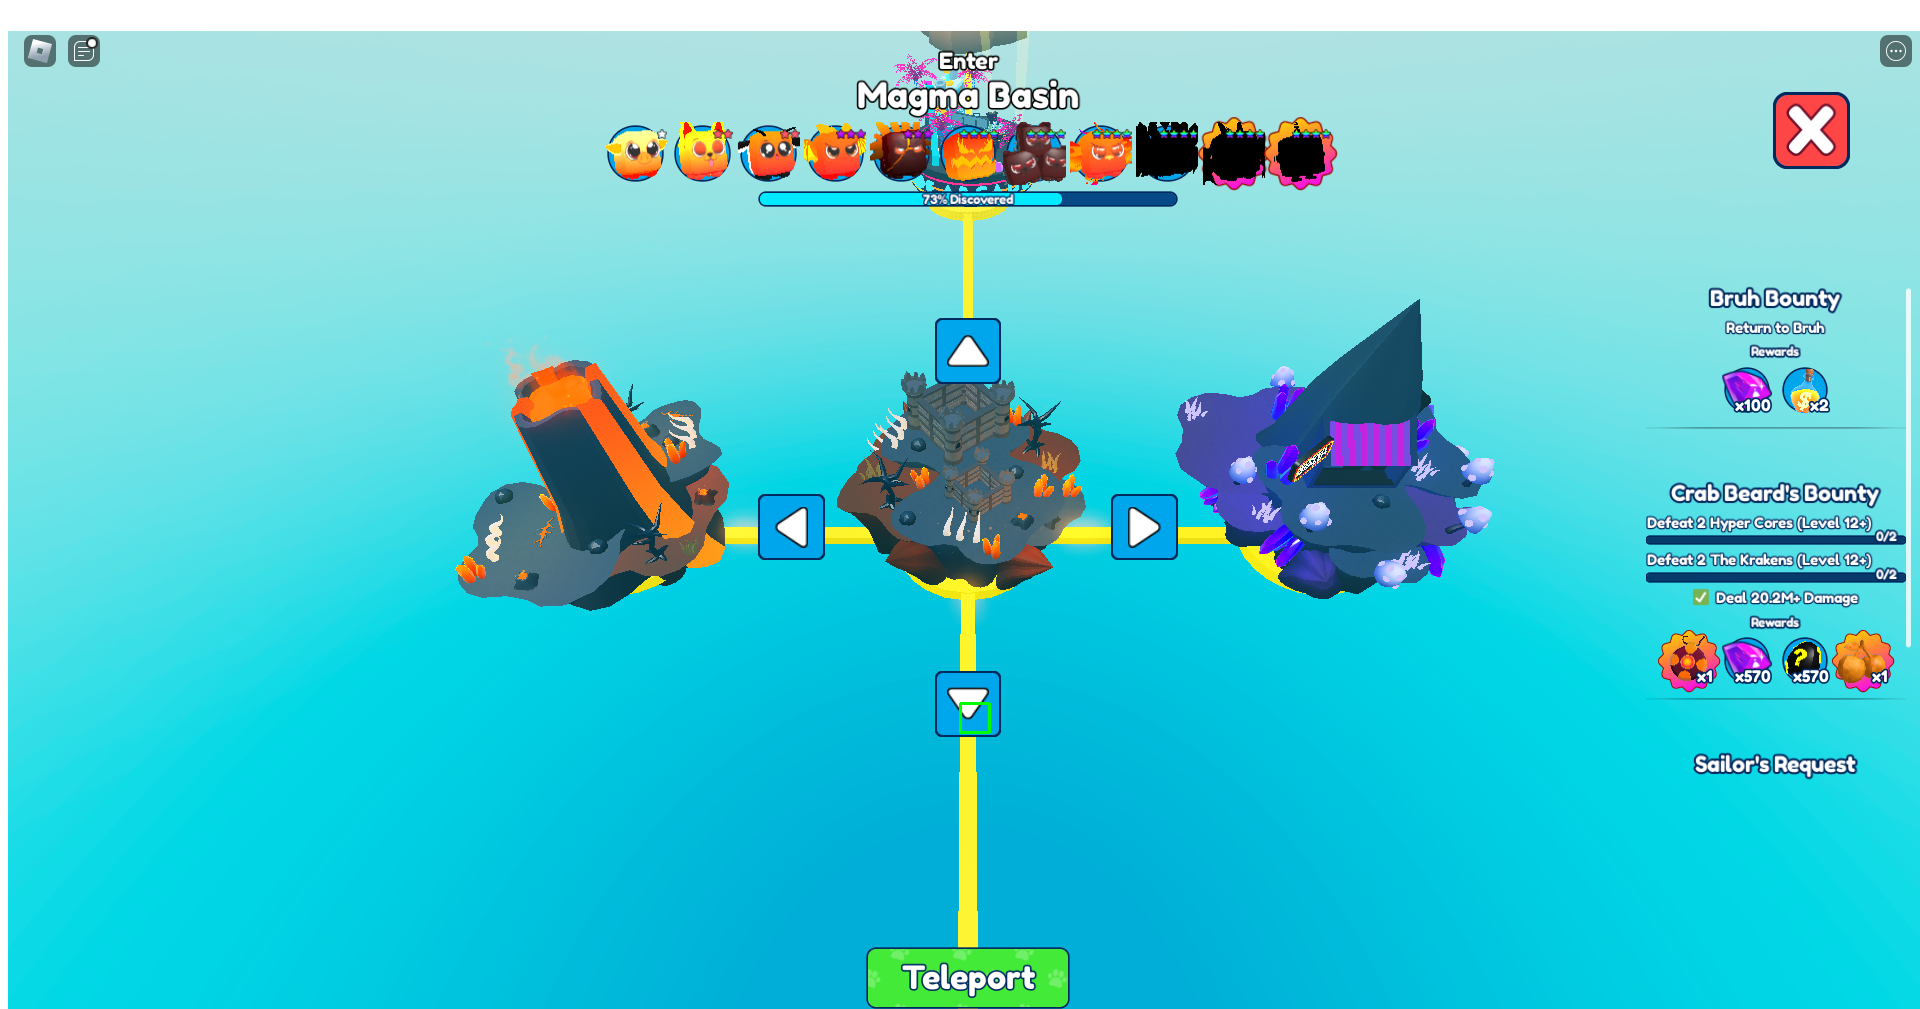 Enter
Magma Basin
73% Discovered
Bruh Bounty
Return to Bruh
Rewards
x100
x2
Crab Beard's Bounty
Defeat 2 Hyper Cores (Level 12+)
0/2
Defeat 2 The Krakens (Level 12+)
0/2
Deal 20.2M+ Damage
Rewards
x1
x570
?
x570
x1
Sailor's Request
Teleport